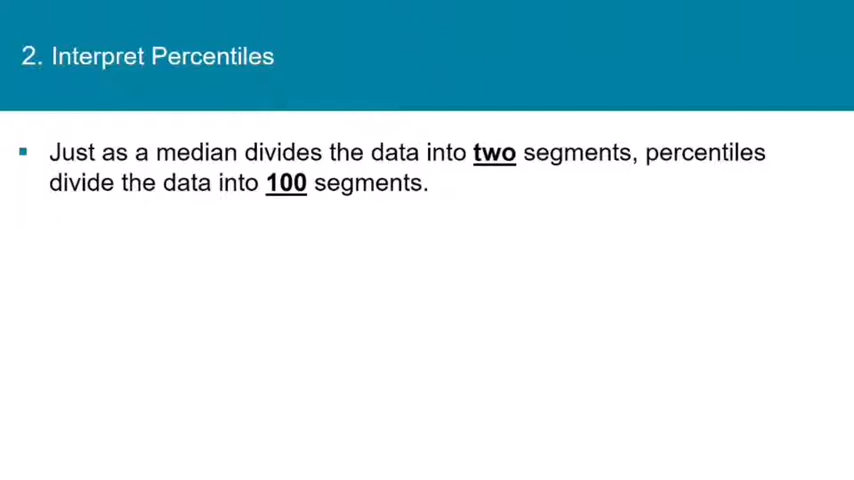 2. Interpret Percentiles
▪ Just as a median divides the data into two segments, percentiles
divide the data into 100 segments.